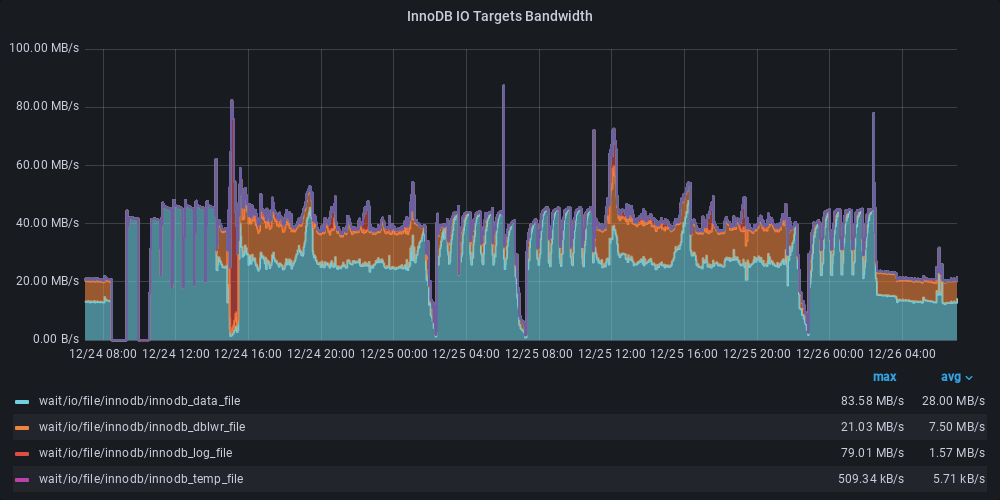 InnoDB IO Targets Bandwidth
100.00 MB/s
80.00 MB/s
60.00 MB/s
40.00 MB/s
20.00 MB/s
0.00 B/s
12/24 08:00 12/24 12:00 12/24 16:00 12/24 20:00 12/25 00:00 12/25 04:00 12/25 08:00 12/25 12:00 12/25 16:00 12/25 20:00 12/26 00:00 12/26 04:00
max avg
wait/io/file/innodb/innodb_data_file 83.58 MB/s 28.00 MB/s
wait/io/file/innodb/innodb_dblwr_file 21.03 MB/s 7.50 MB/s
wait/io/file/innodb/innodb_log_file 79.01 MB/s 1.57 MB/s
wait/io/file/innodb/innodb_temp_file 509.34 kB/s 5.71 kB/s